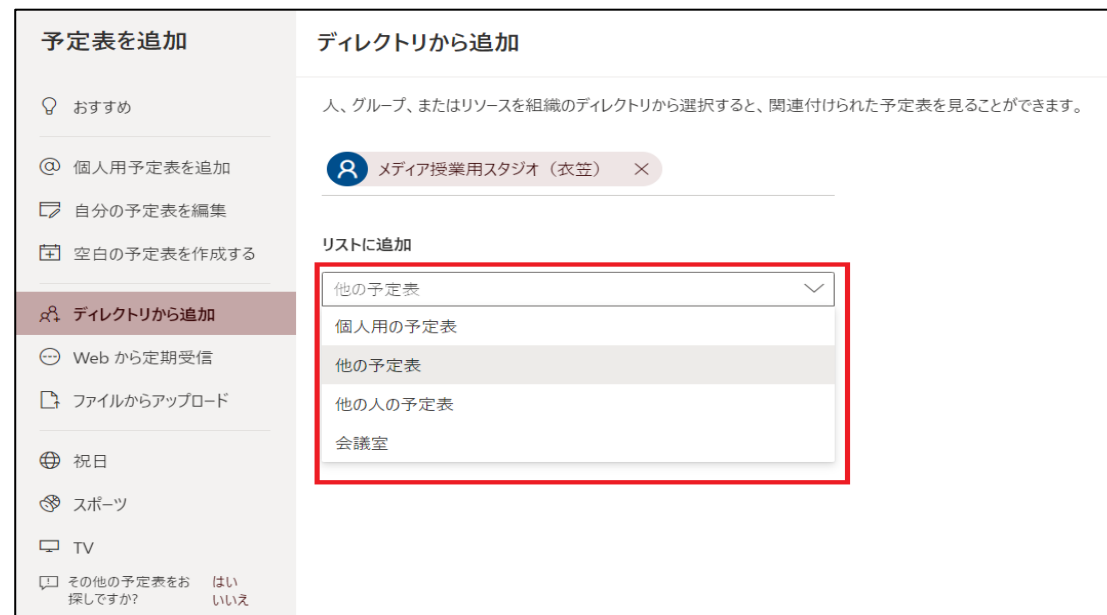 予定表を追加
おすすめ
個人用予定表を追加
自分の予定表を編集
空白の予定表を作成する
ディレクトリから追加
Web から定期受信
ファイルからアップロード
祝日
スポーツ
TV
その他の予定表をお
探しですか?
はい
いいえ
ディレクトリから追加
人、グループ、またはリソースを組織のディレクトリから選択すると、関連付けられた予定表を見ることができます。
メディア授業用スタジオ（衣笠）
リストに追加
他の予定表
個人用の予定表
他の予定表
他の人の予定表
会議室